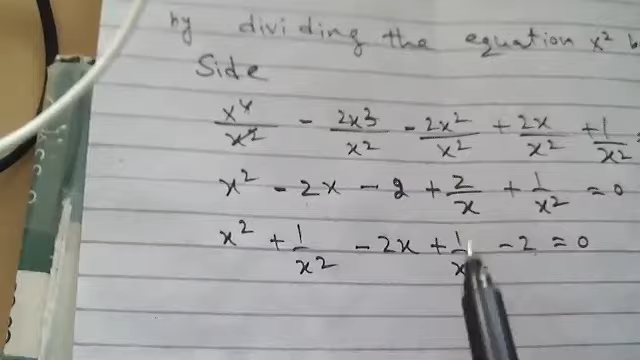 by dividing the equation x² b
Side
x⁴/x² - 2x³/x² - 2x²/x² + 2x/x² + 1/x² =
x² - 2x - 2 + 2/x + 1/x² = 0
x² + 1/x² - 2x + 1/x - 2 = 0